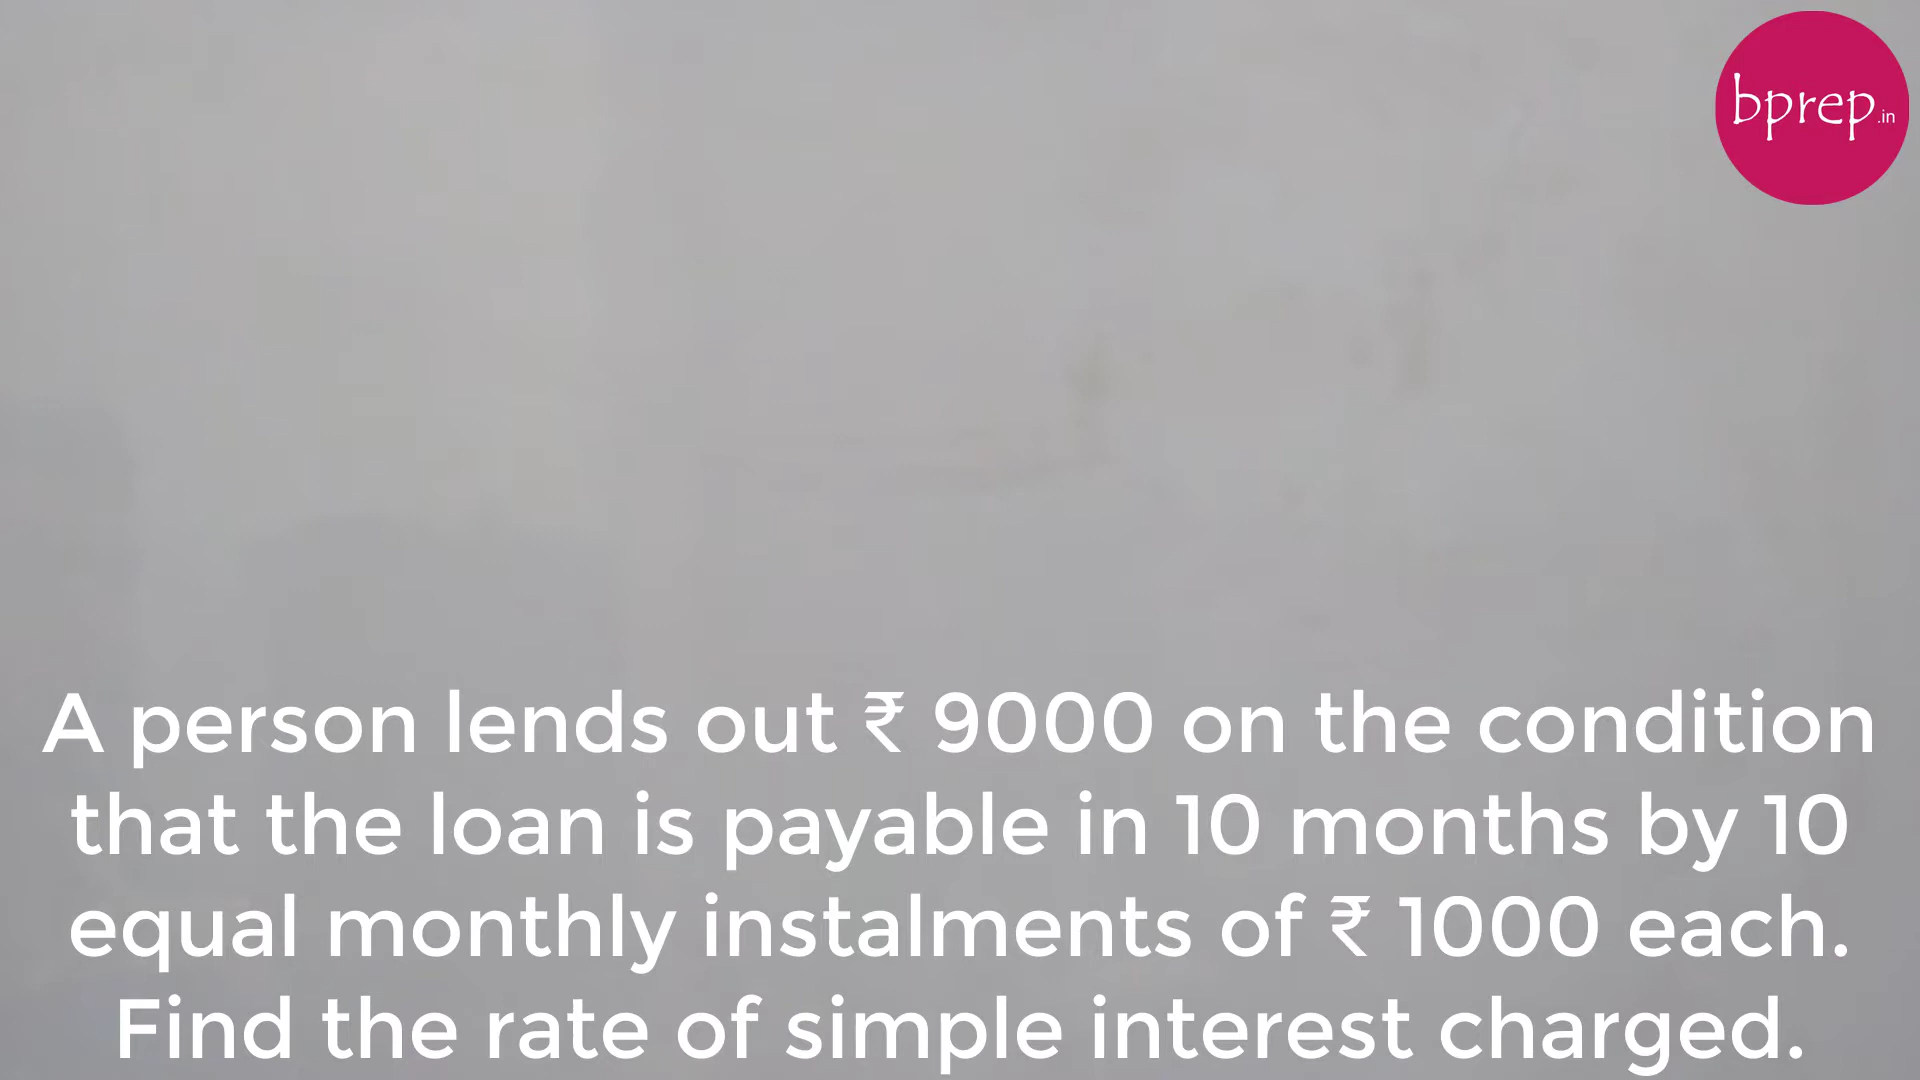 bprep.in
A person lends out ₹ 9000 on the condition
that the loan is payable in 10 months by 10
equal monthly instalments of ₹ 1000 each.
Find the rate of simple interest charged.